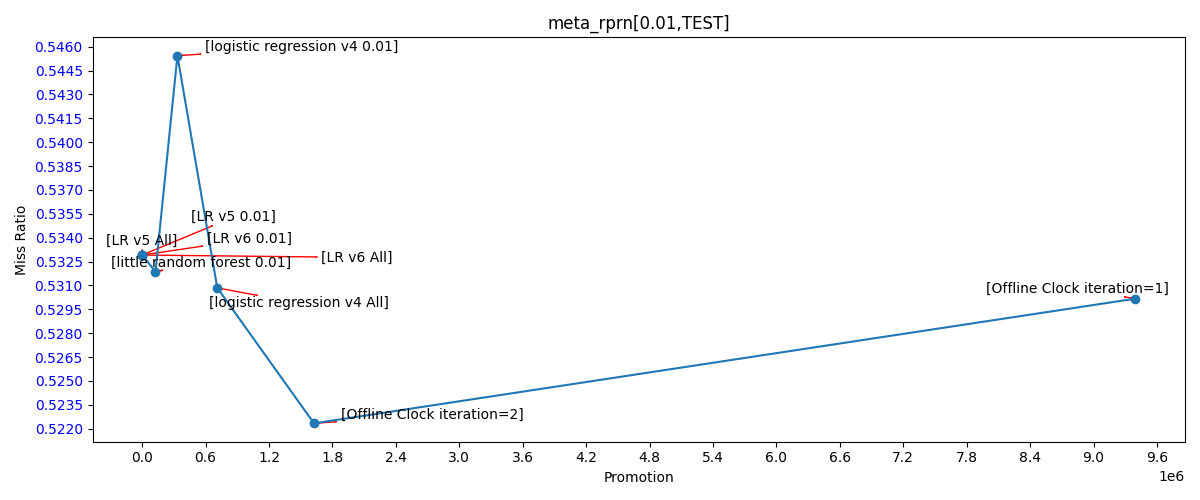 meta_rprn[0.01,TEST]
0.5460
0.5445
0.5430
0.5415
0.5400
0.5385
0.5370
0.5355
0.5340
0.5325
0.5310
0.5295
0.5280
0.5265
0.5250
0.5235
0.5220
Miss Ratio
[logistic regression v4 0.01]
[LR v5 0.01]
[LR v5 All]
[LR v6 0.01]
[LR v6 All]
[little random forest 0.01]
[logistic regression v4 All]
[Offline Clock iteration=1]
[Offline Clock iteration=2]
0.0 0.6 1.2 1.8 2.4 3.0 3.6 4.2 4.8 5.4 6.0 6.6 7.2 7.8 8.4 9.0 9.6
1e6
Promotion